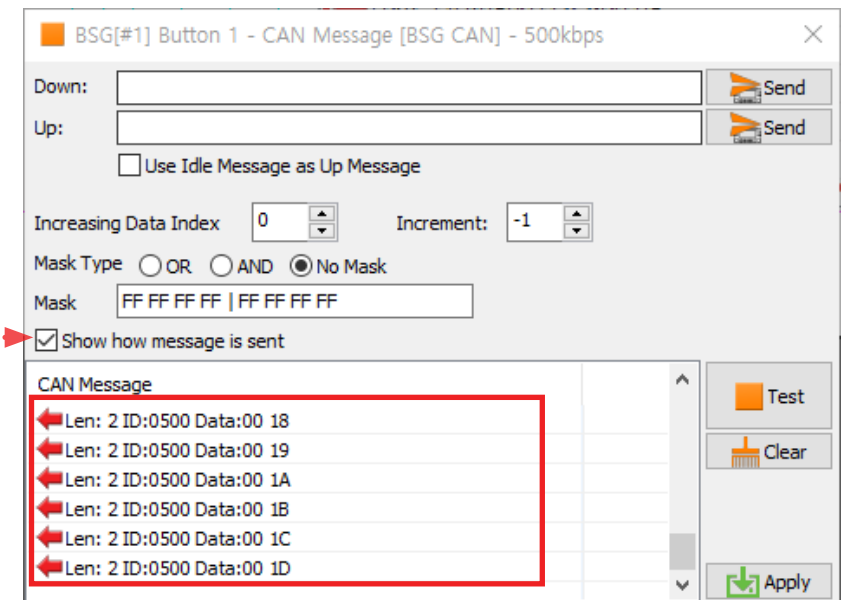 BSG[#1] Button 1 - CAN Message [BSG CAN] - 500kbps
Down: Send
Up: Send
Use Idle Message as Up Message
Increasing Data Index 0 Increment: -1
Mask Type OR AND No Mask
Mask FF FF FF FF | FF FF FF FF
Show how message is sent
CAN Message
Test
Len: 2 ID:0500 Data:00 18
Len: 2 ID:0500 Data:00 19
Clear
Len: 2 ID:0500 Data:00 1A
Len: 2 ID:0500 Data:00 1B
Len: 2 ID:0500 Data:00 1C
Len: 2 ID:0500 Data:00 1D
Apply